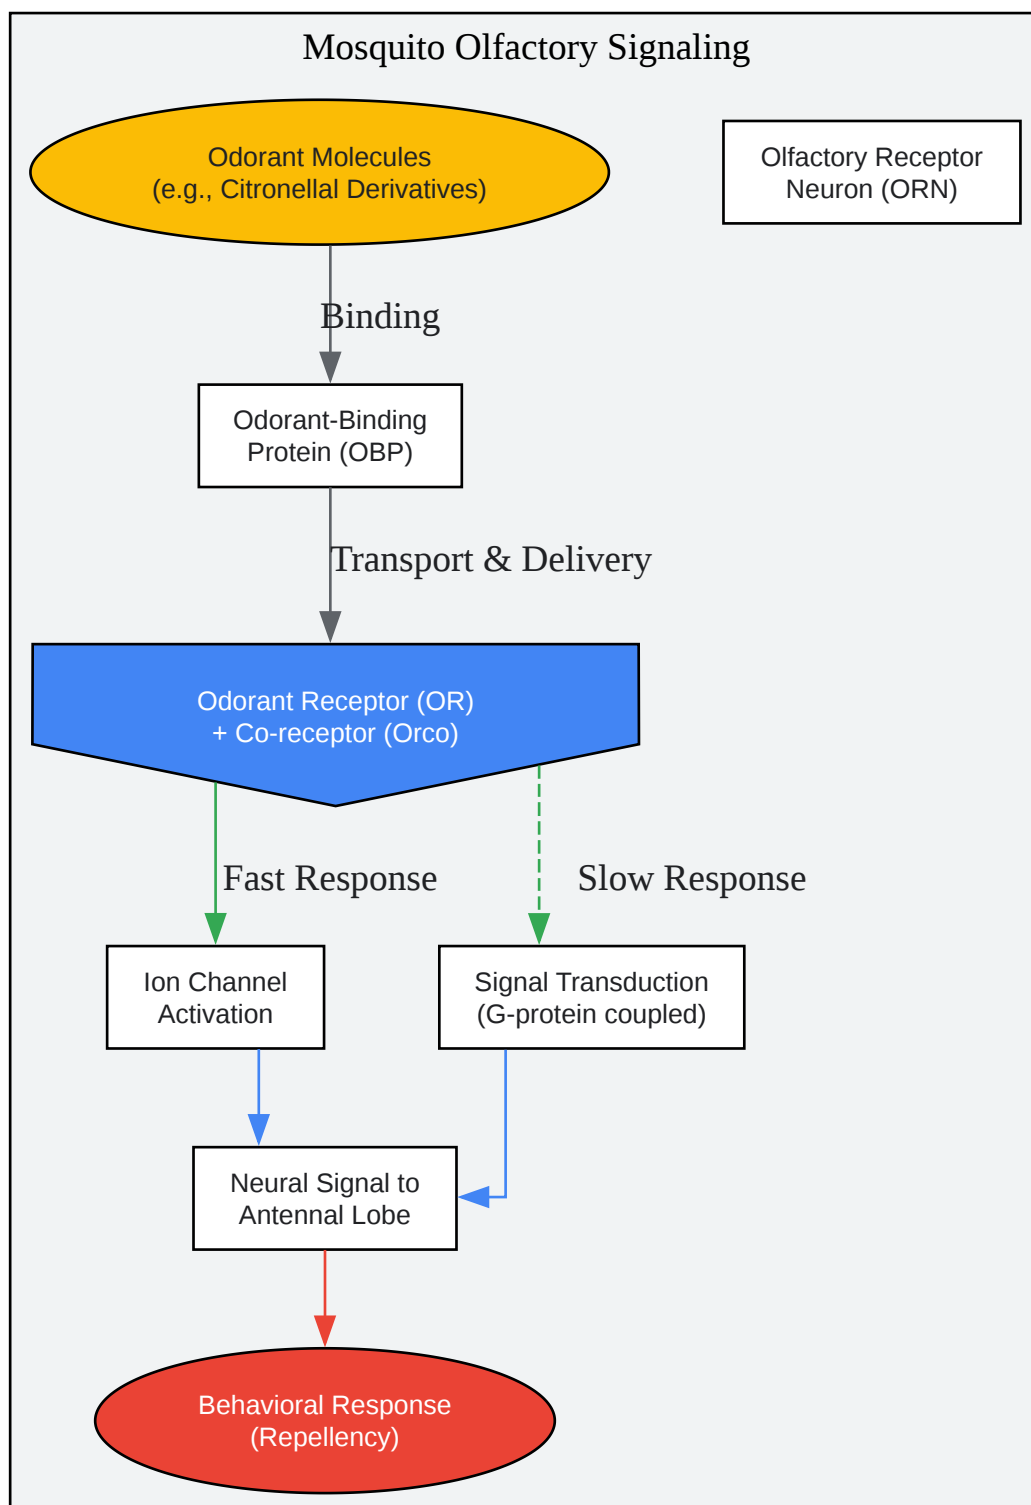 Mosquito Olfactory Signaling
Odorant Molecules
(e.g., Citronellal Derivatives)
Olfactory Receptor
Neuron (ORN)
Binding
Odorant-Binding
Protein (OBP)
Transport & Delivery
Odorant Receptor (OR)
+ Co-receptor (Orco)
Fast Response
Slow Response
Ion Channel
Activation
Signal Transduction
(G-protein coupled)
Neural Signal to
Antennal Lobe
Behavioral Response
(Repellency)